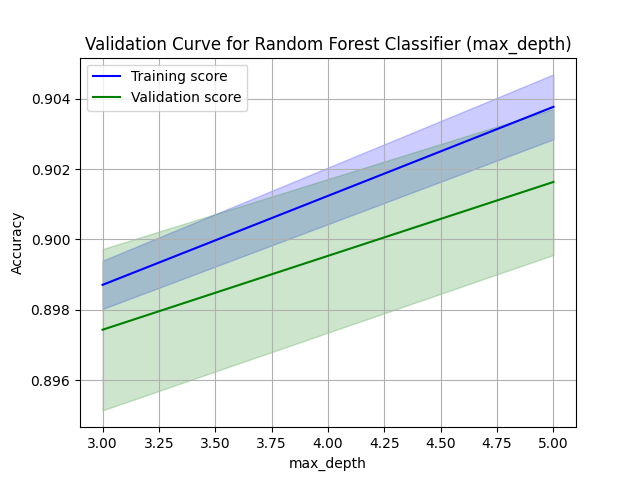 Validation Curve for Random Forest Classifier (max_depth)
Training score
Validation score
0.904
0.902
0.900
0.898
0.896
Accuracy
3.00 3.25 3.50 3.75 4.00 4.25 4.50 4.75 5.00
max_depth